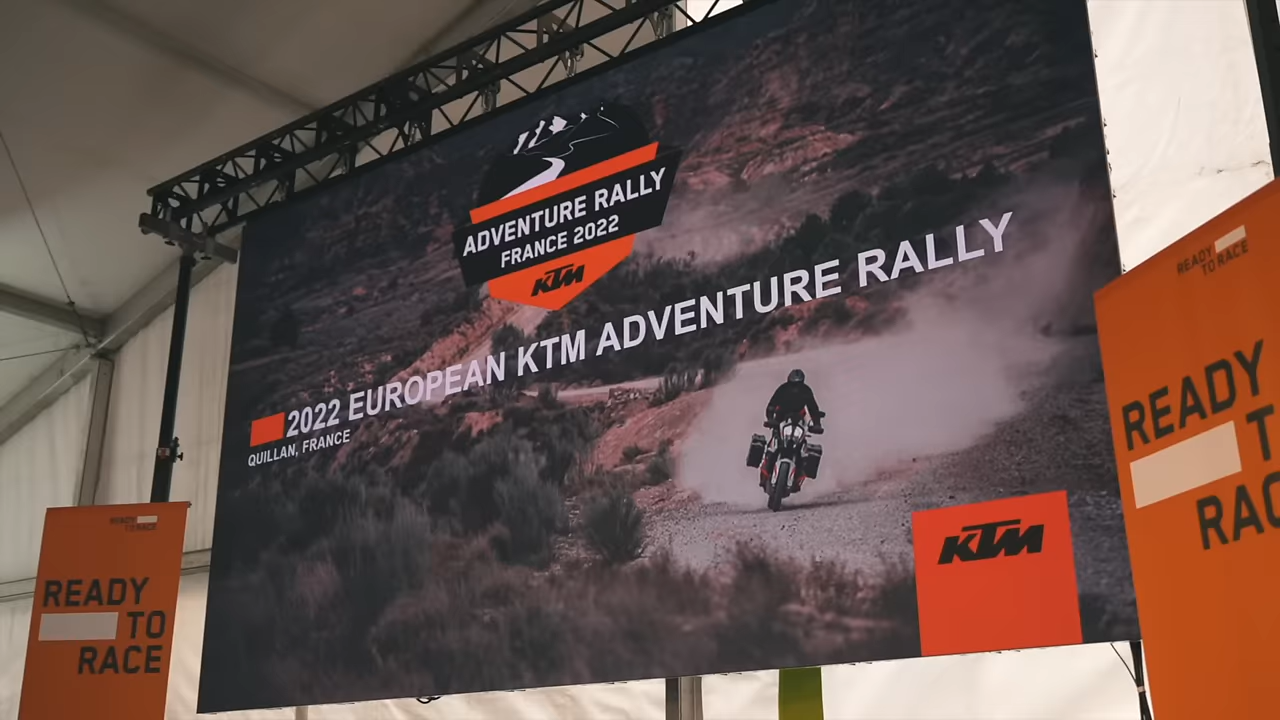 ADVENTURE RALLY
FRANCE 2022
KTM
2022 EUROPEAN KTM ADVENTURE RALLY
QUILLAN, FRANCE
KTM
READY
TO RACE
READY
TO
RACE
READY
TO RACE
READY
T
RAC